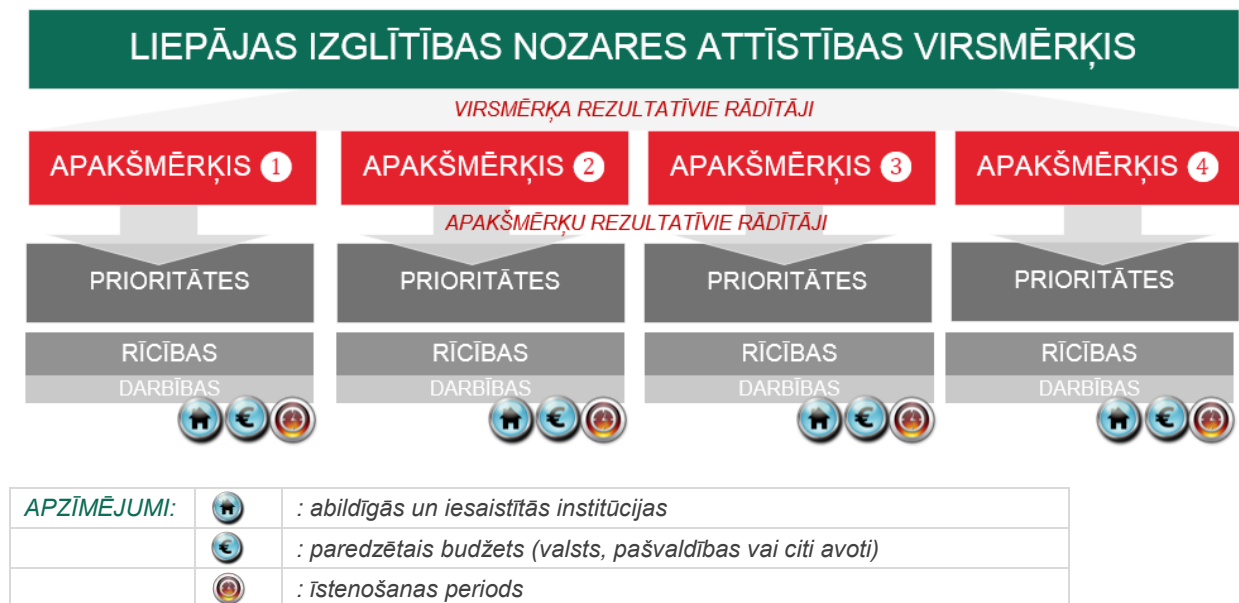 LIEPĀJAS IZGLĪTĪBAS NOZARES ATTĪSTĪBAS VIRSMĒRĶIS
VIRSMĒRĶA REZULTATĪVIE RĀDĪTĀJI
APAKŠMĒRĶIS 1 APAKŠMĒRĶIS 2 APAKŠMĒRĶIS 3 APAKŠMĒRĶIS 4
APAKŠMĒRĶU REZULTATĪVIE RĀDĪTĀJI
PRIORITĀTES PRIORITĀTES PRIORITĀTES PRIORITĀTES
RĪCĪBAS RĪCĪBAS RĪCĪBAS RĪCĪBAS
DARBĪBAS DARBĪBAS DARBĪBAS DARBĪBAS
€ € € €
APZĪMĒJUMI: : abildīgās un iesaistītās institūcijas
€ : paredzētais budžets (valsts, pašvaldības vai citi avoti)
: īstenošanas periods